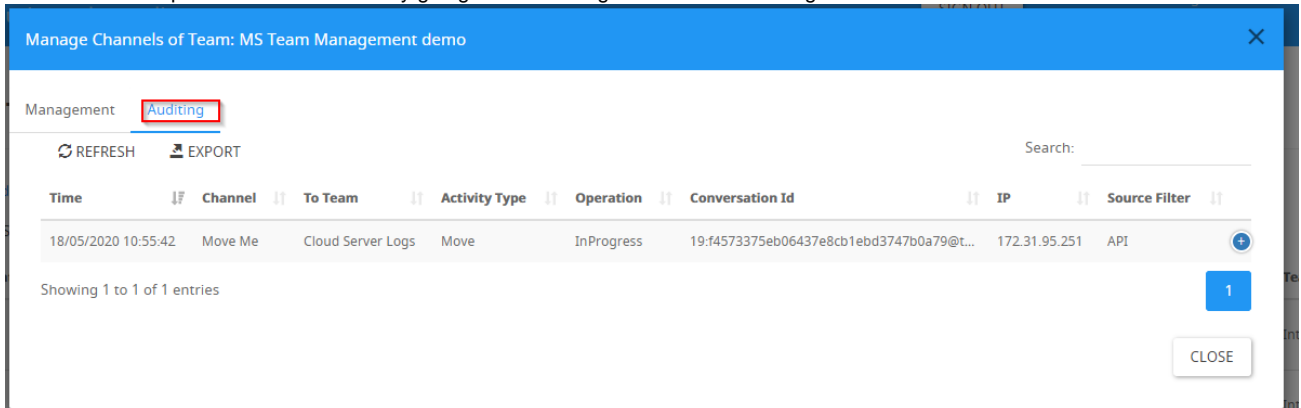 Manage Channels of Team: MS Team Management demo
Management Auditing
REFRESH EXPORT Search:
Time Channel To Team Activity Type Operation Conversation Id IP Source Filter
18/05/2020 10:55:42 Move Me Cloud Server Logs Move InProgress 19:f4573375eb06437e8cb1ebd3747b0a79@t... 172.31.95.251 API
Showing 1 to 1 of 1 entries 1
CLOSE